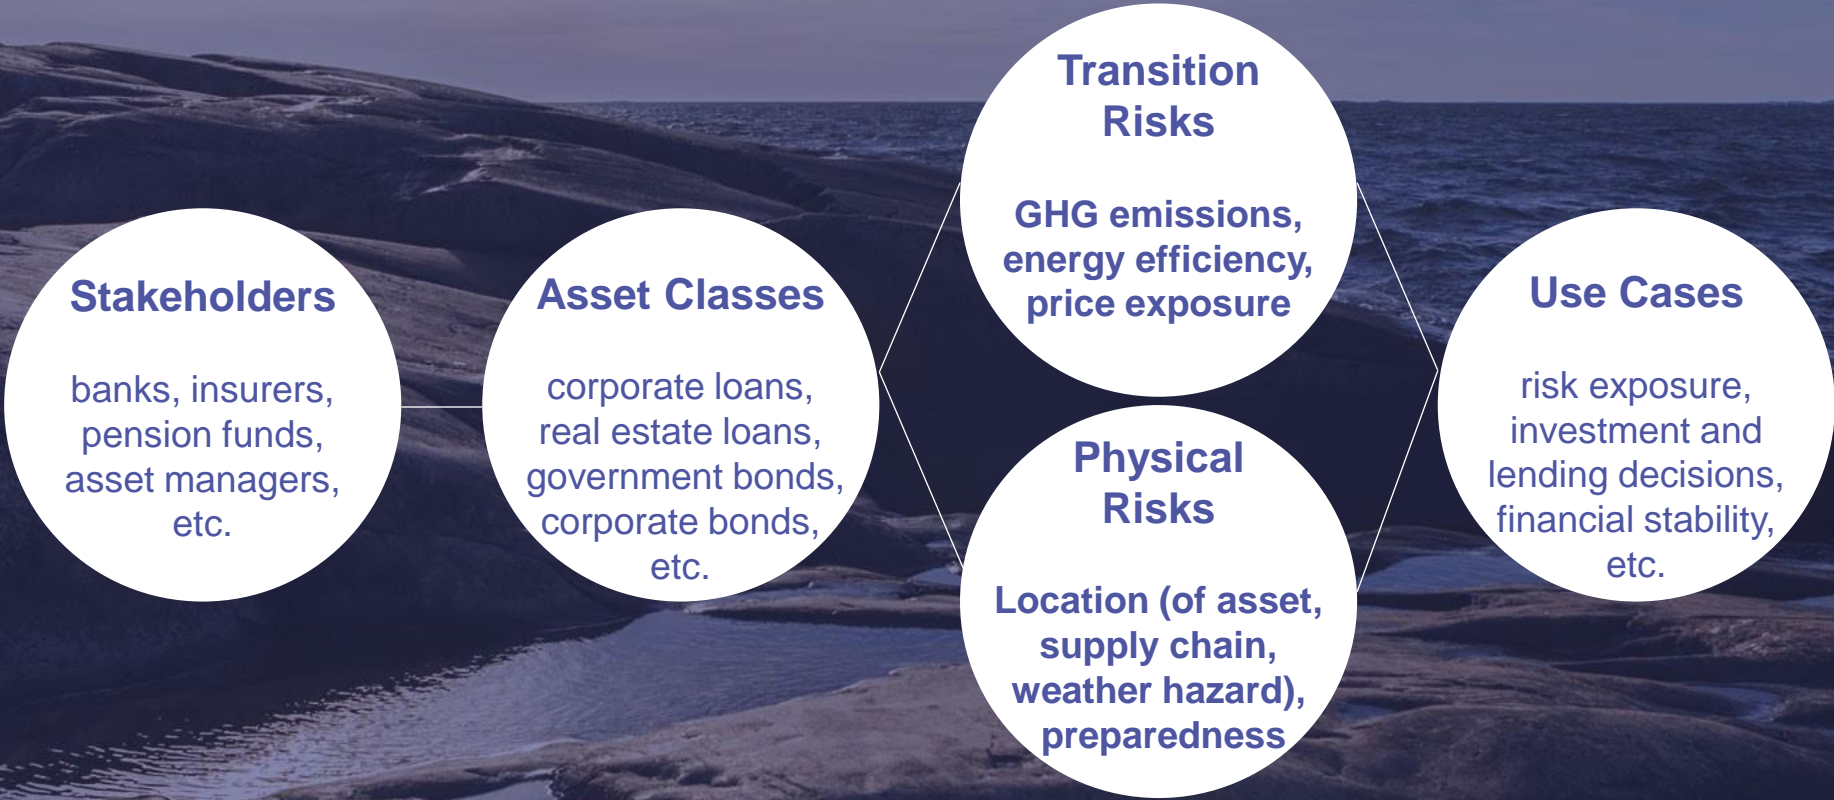 Stakeholders
banks, insurers,
pension funds,
asset managers,
etc.
Asset Classes
corporate loans,
real estate loans,
government bonds,
corporate bonds,
etc.
Transition
Risks
GHG emissions,
energy efficiency,
price exposure
Physical
Risks
Location (of asset,
supply chain,
weather hazard),
preparedness
Use Cases
risk exposure,
investment and
lending decisions,
financial stability,
etc.